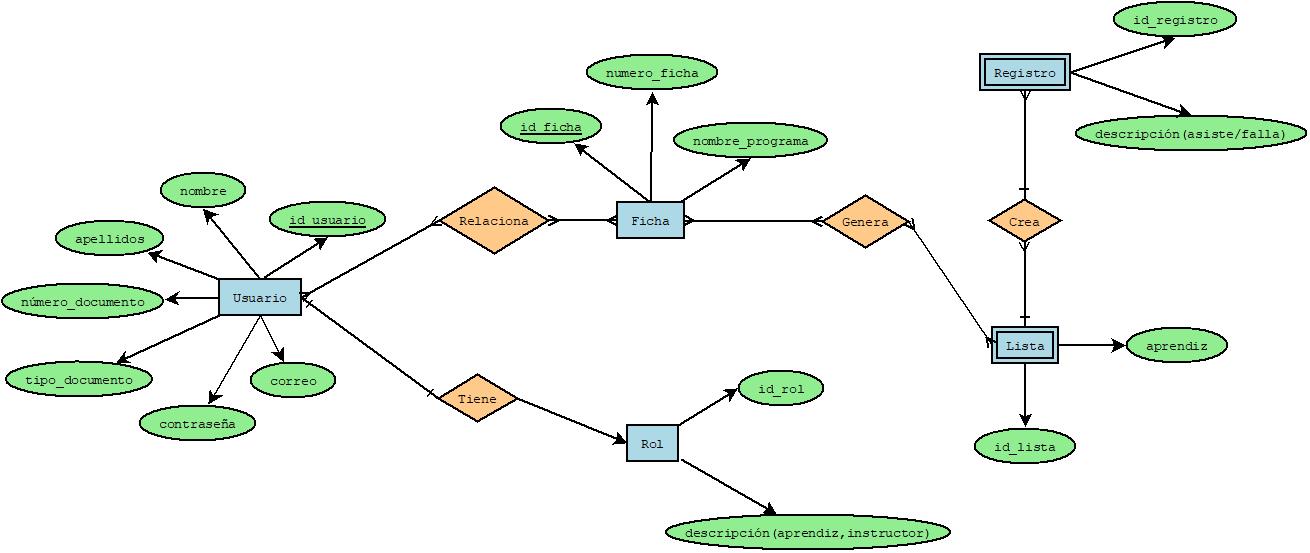 id_registro
Registro
descripción(asiste/falla)
numero_ficha
id_ficha
nombre_programa
nombre
id_usuario
apellidos
Relaciona
Ficha
Genera
Crea
número_documento
Usuario
tipo_documento
correo
contraseña
Lista
aprendiz
Tiene
id_rol
Rol
id_lista
descripción(aprendiz,instructor)